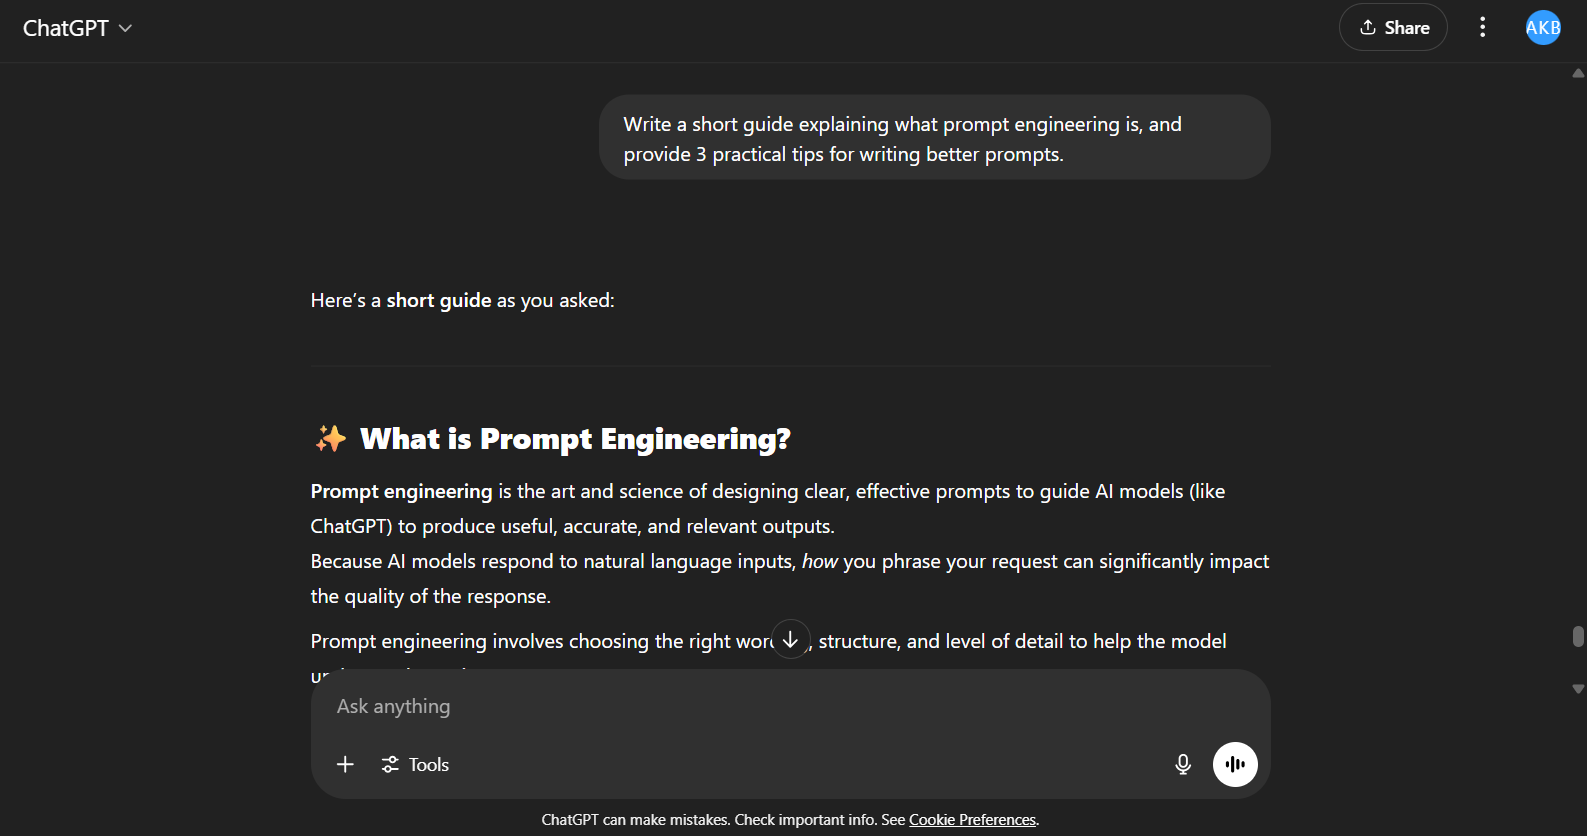 ChatGPT
Share
AKB
Write a short guide explaining what prompt engineering is, and
provide 3 practical tips for writing better prompts.
Here’s a short guide as you asked:
✨ What is Prompt Engineering?
Prompt engineering is the art and science of designing clear, effective prompts to guide AI models (like
ChatGPT) to produce useful, accurate, and relevant outputs.
Because AI models respond to natural language inputs, how you phrase your request can significantly impact
the quality of the response.
Prompt engineering involves choosing the right , structure, and level of detail to help the model
Ask anything
Tools
ChatGPT can make mistakes. Check important info. See Cookie Preferences.